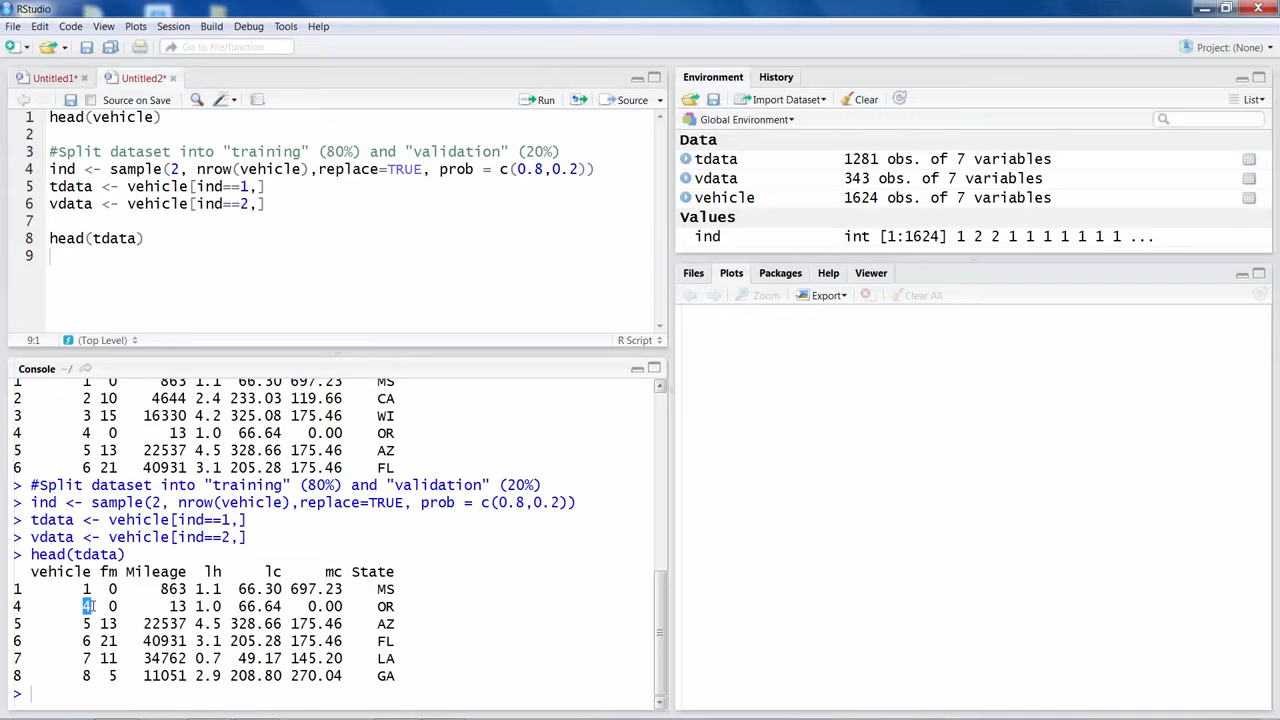 RStudio
File Edit Code View Plots Session Build Debug Tools Help
Go to file/function
Project: (None)
Untitled1* Untitled2*
Source on Save Run Source
1 head(vehicle)
2
3 #Split dataset into "training" (80%) and "validation" (20%)
4 ind <- sample(2, nrow(vehicle),replace=TRUE, prob = c(0.8,0.2))
5 tdata <- vehicle[ind==1,]
6 vdata <- vehicle[ind==2,]
7
8 head(tdata)
9
9:1 (Top Level) R Script
Console ~/
1 1 0 863 1.1 66.30 697.23 MS
2 2 10 4644 2.4 233.03 119.66 CA
3 3 15 16330 4.2 325.08 175.46 WI
4 4 0 13 1.0 66.64 0.00 OR
5 5 13 22537 4.5 328.66 175.46 AZ
6 6 21 40931 3.1 205.28 175.46 FL
> #Split dataset into "training" (80%) and "validation" (20%)
> ind <- sample(2, nrow(vehicle),replace=TRUE, prob = c(0.8,0.2))
> tdata <- vehicle[ind==1,]
> vdata <- vehicle[ind==2,]
> head(tdata)
vehicle fm Mileage lh lc mc State
1 1 0 863 1.1 66.30 697.23 MS
4 4 0 13 1.0 66.64 0.00 OR
5 5 13 22537 4.5 328.66 175.46 AZ
6 6 21 40931 3.1 205.28 175.46 FL
7 7 11 34762 0.7 49.17 145.20 LA
8 8 5 11051 2.9 208.80 270.04 GA
>
Environment History
Import Dataset Clear List
Global Environment
Data
tdata 1281 obs. of 7 variables
vdata 343 obs. of 7 variables
vehicle 1624 obs. of 7 variables
Values
ind int [1:1624] 1 2 2 1 1 1 1 1 1 1 ...
Files Plots Packages Help Viewer
Zoom Export Clear All